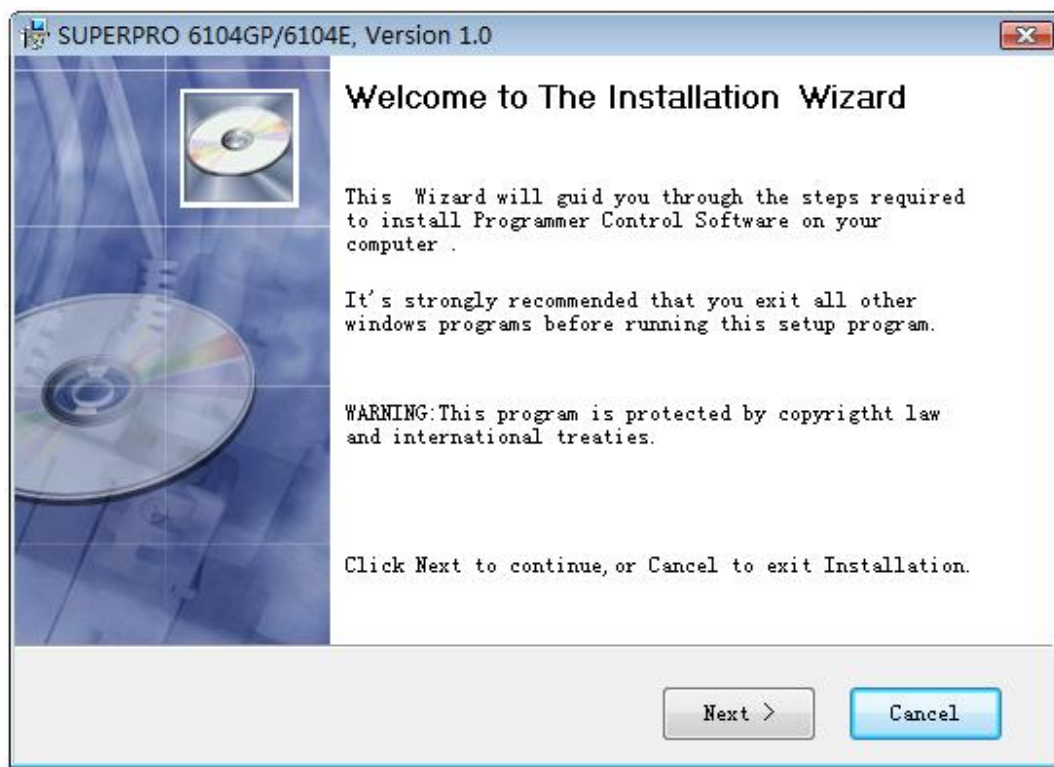 SUPERPRO 6104GP/6104E, Version 1.0
Welcome to The Installation  Wizard
This  Wizard will guid you through the steps required
to install Programmer Control Software on your
computer .
It's strongly recommended that you exit all other
windows programs before running this setup program.
WARNING:This program is protected by copyrigtht law
and international treaties.
Click Next to continue,or Cancel to exit Installation.
Next >
Cancel